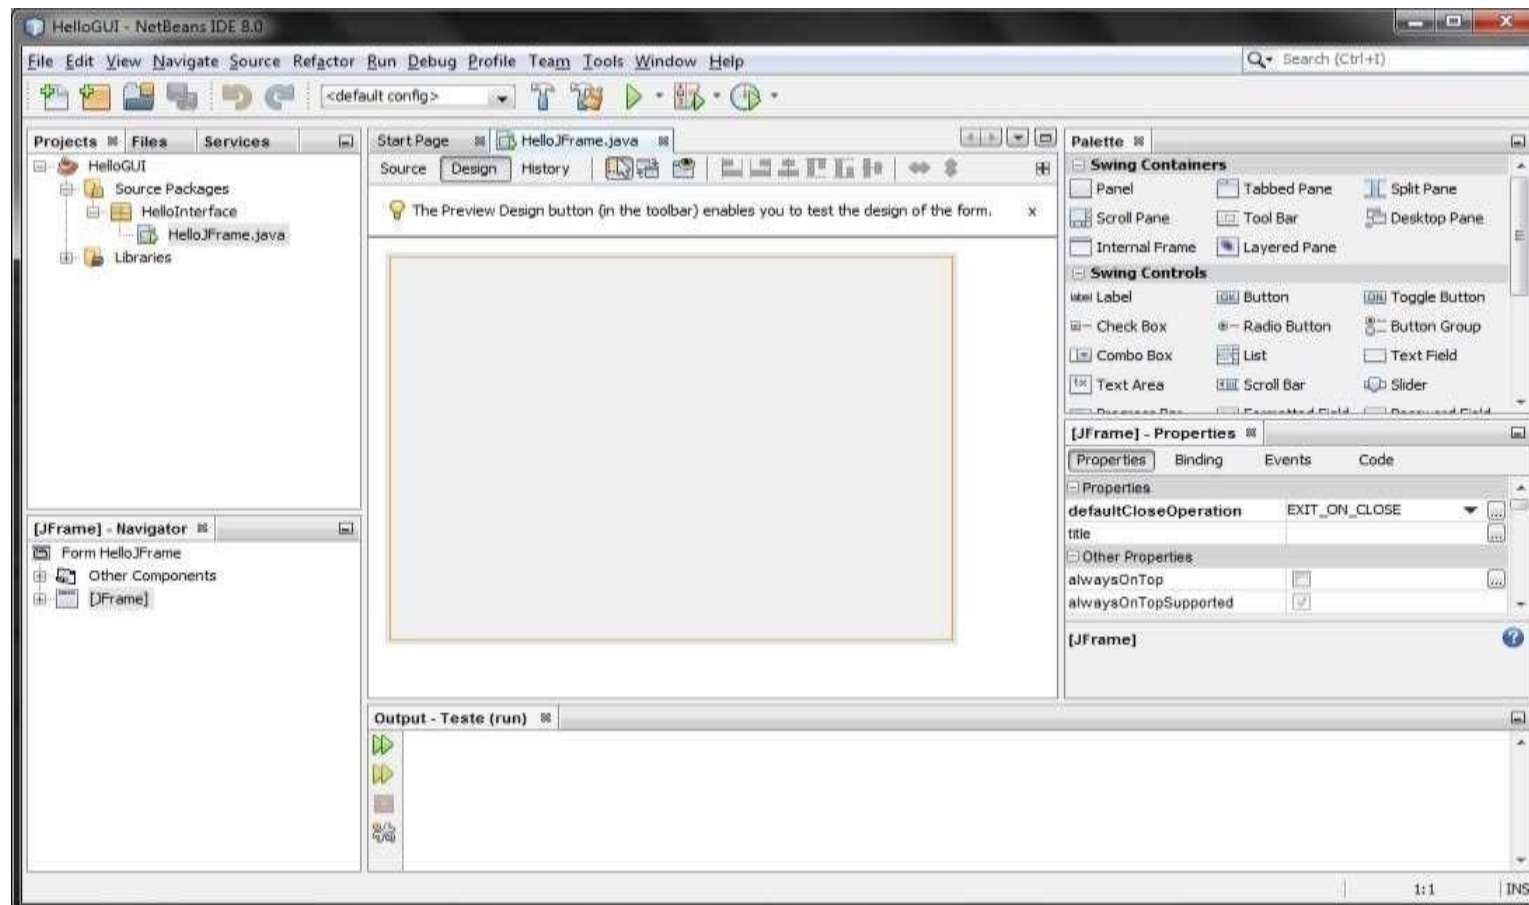 HelloGUI - NetBeans IDE 8.0
File Edit View Navigate Source Refactor Run Debug Profile Team Tools Window Help
Search (Ctrl+I)
<default config>
Projects Files Services
HelloGUI
Source Packages
HelloInterface
HelloJFrame.java
Libraries
[JFrame] - Navigator
Form HelloJFrame
Other Components
[JFrame]
Start Page HelloJFrame.java
Source Design History
The Preview Design button (in the toolbar) enables you to test the design of the form. x
Palette
Swing Containers
Panel Tabbed Pane Split Pane
Scroll Pane Tool Bar Desktop Pane
Internal Frame Layered Pane
Swing Controls
label Label OK Button ON Toggle Button
Check Box Radio Button Button Group
Combo Box List Text Field
Text Area Scroll Bar Slider
[JFrame] - Properties
Properties Binding Events Code
Properties
defaultCloseOperation EXIT_ON_CLOSE
title
Other Properties
alwaysOnTop
alwaysOnTopSupported
[JFrame]
Output - Teste (run)
1:1 INS